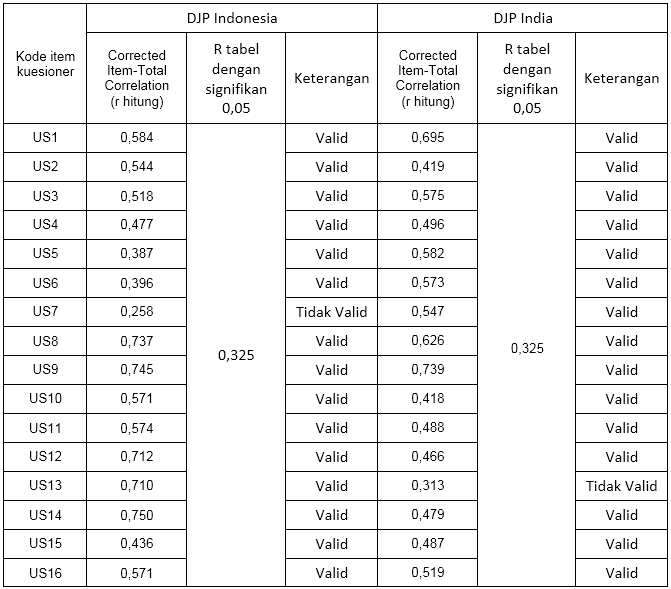 Kode item kuesioner DJP Indonesia DJP India
Corrected Item-Total Correlation (r hitung) R tabel dengan signifikan 0,05 Keterangan Corrected Item-Total Correlation (r hitung) R tabel dengan signifikan 0,05 Keterangan
US1 0,584 0,325 Valid 0,695 0,325 Valid
US2 0,544 Valid 0,419 Valid
US3 0,518 Valid 0,575 Valid
US4 0,477 Valid 0,496 Valid
US5 0,387 Valid 0,582 Valid
US6 0,396 Valid 0,573 Valid
US7 0,258 Tidak Valid 0,547 Valid
US8 0,737 Valid 0,626 Valid
US9 0,745 Valid 0,739 Valid
US10 0,571 Valid 0,418 Valid
US11 0,574 Valid 0,488 Valid
US12 0,712 Valid 0,466 Valid
US13 0,710 Valid 0,313 Tidak Valid
US14 0,750 Valid 0,479 Valid
US15 0,436 Valid 0,487 Valid
US16 0,571 Valid 0,519 Valid